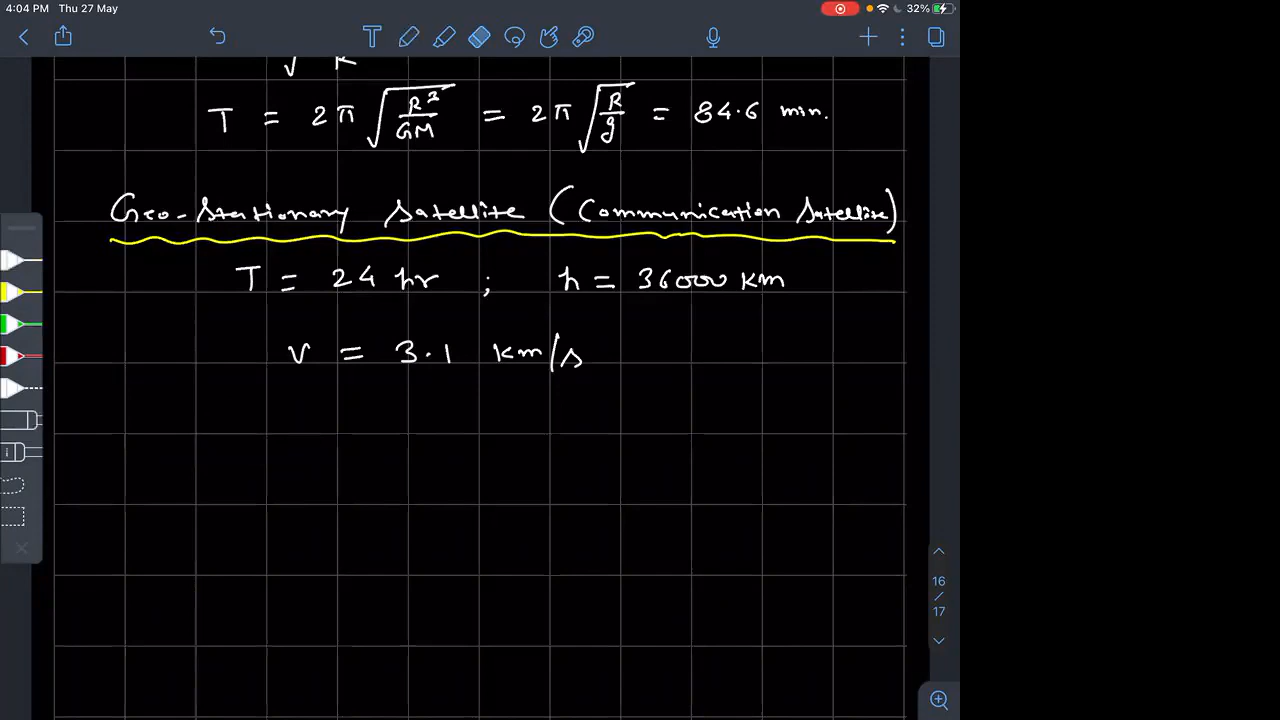 4:04 PM Thu 27 May 32%
T
√ R
T = 2π √(R³/GM) = 2π √(R/g) = 84.6 min.
Geo-Stationary Satellite (Communication Satellite)
T = 24 hr ; h = 36000 km
v = 3.1 km/s
16
/
17